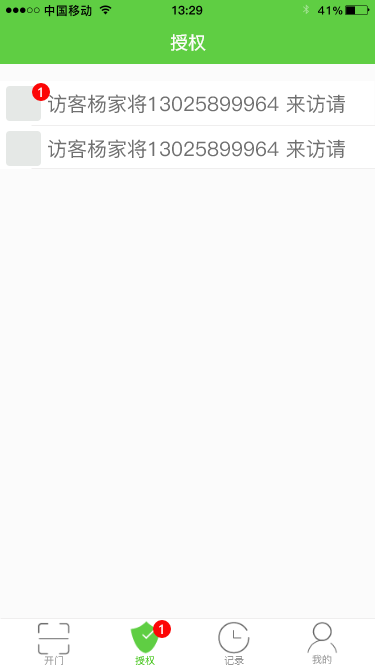 中国移动 13:29 41%
授权
1
访客杨家将13025899964 来访请
访客杨家将13025899964 来访请
1
开门 授权 记录 我的